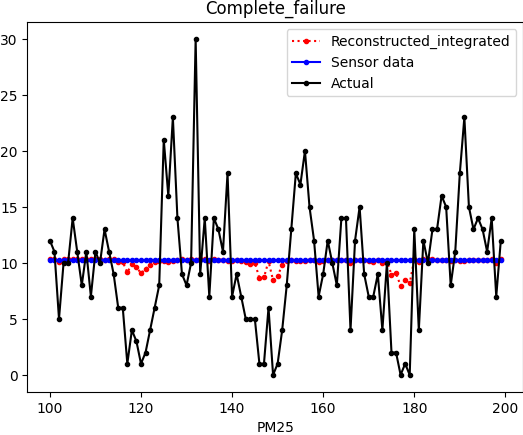 Complete_failure
Reconstructed_integrated
Sensor data
Actual
30
25
20
15
10
5
0
100 120 140 160 180 200
PM25